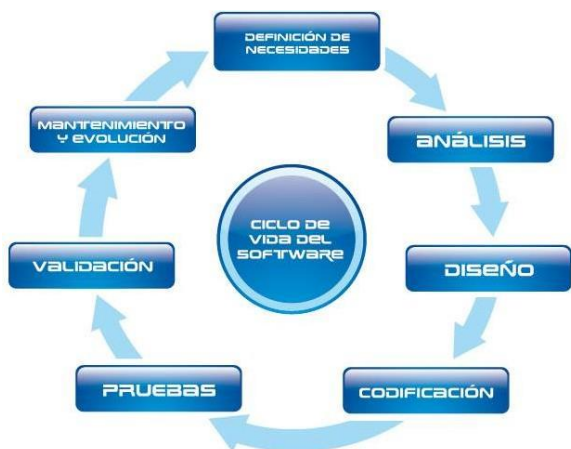 DEFINICIÓN DE
NECESIDADES
ANÁLISIS
DISEÑO
CODIFICACIÓN
PRUEBAS
VALIDACIÓN
MANTENIMIENTO
Y EVOLUCIÓN
CICLO DE
VIDA DEL
SOFTWARE